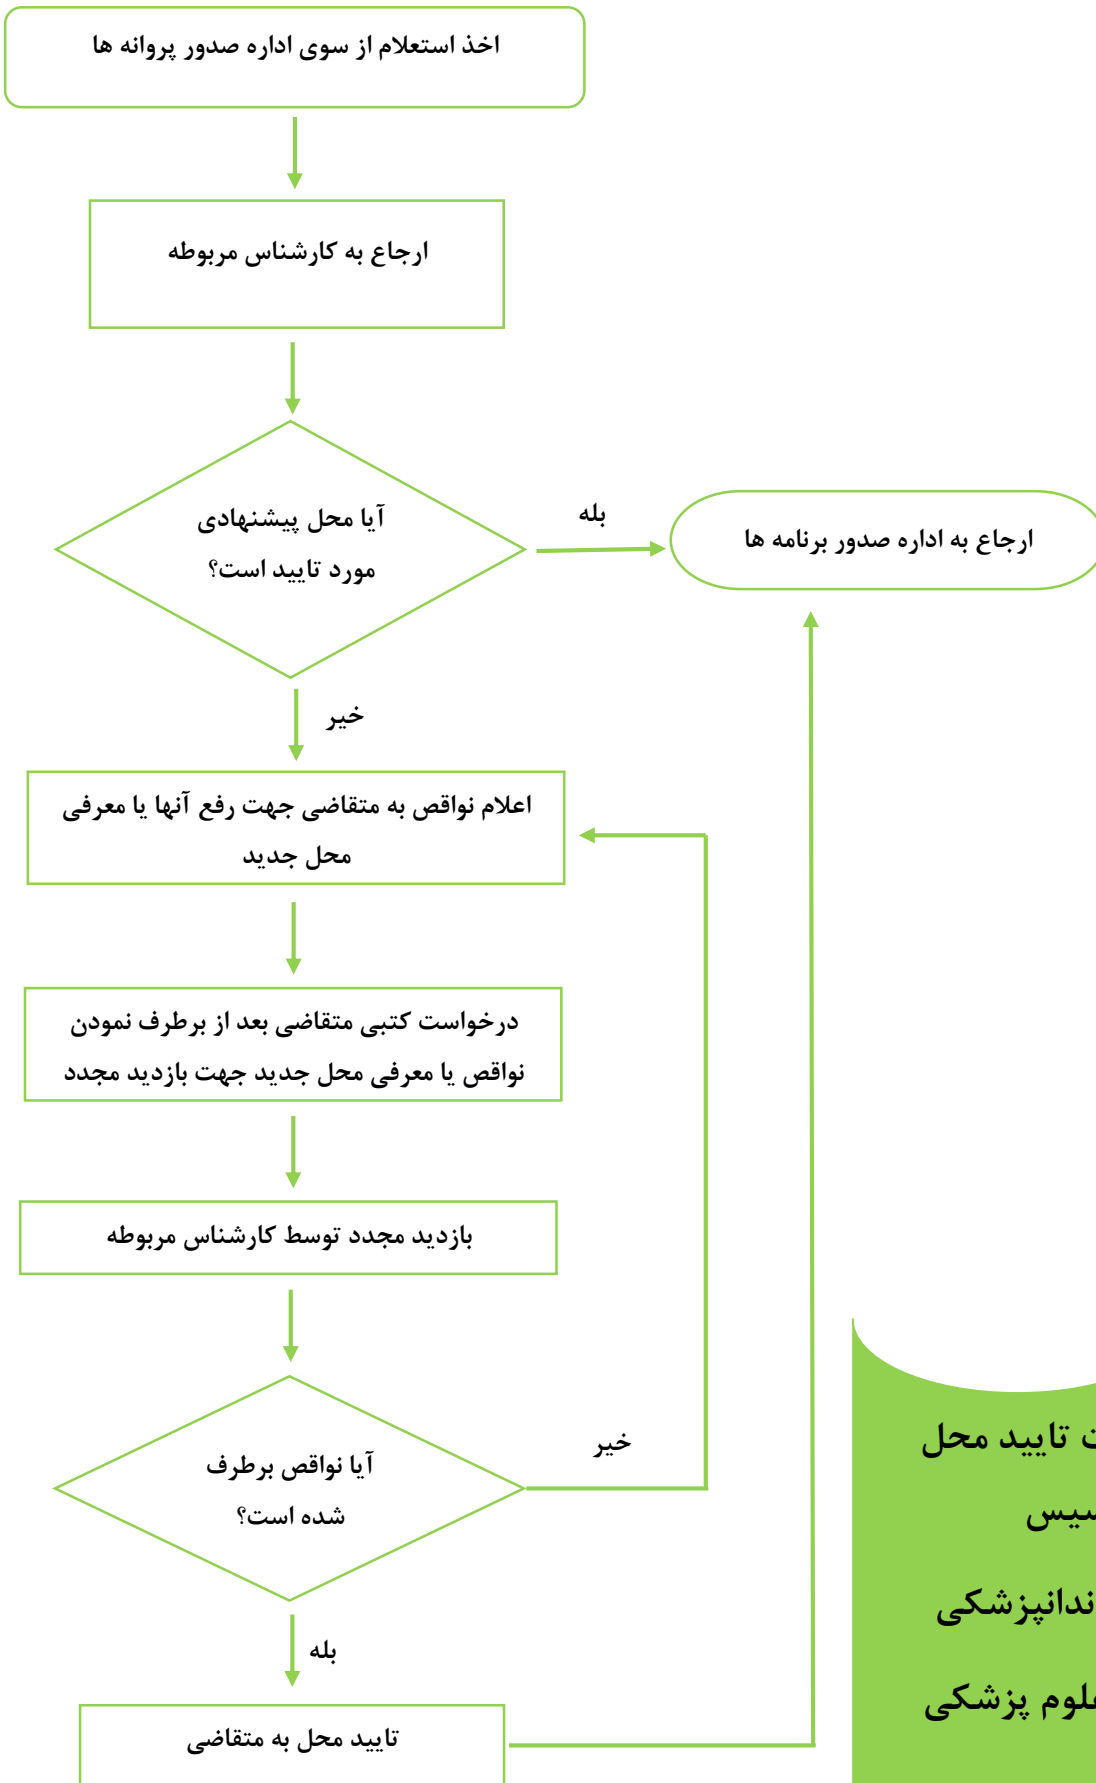 اخذ استعلام از سوی اداره صدور پروانه ها
ارجاع به کارشناس مربوطه
آیا محل پیشنهادی
مورد تایید است؟
بله
ارجاع به اداره صدور برنامه ها
خیر
اعلام نواقص به متقاضی جهت رفع آنها یا معرفی
محل جدید
درخواست کتبی متقاضی بعد از برطرف نمودن
نواقص یا معرفی محل جدید جهت بازدید مجدد
بازدید مجدد توسط کارشناس مربوطه
آیا نواقص برطرف
شده است؟
خیر
بله
تایید محل به متقاضی
تایید محل
پزشکی